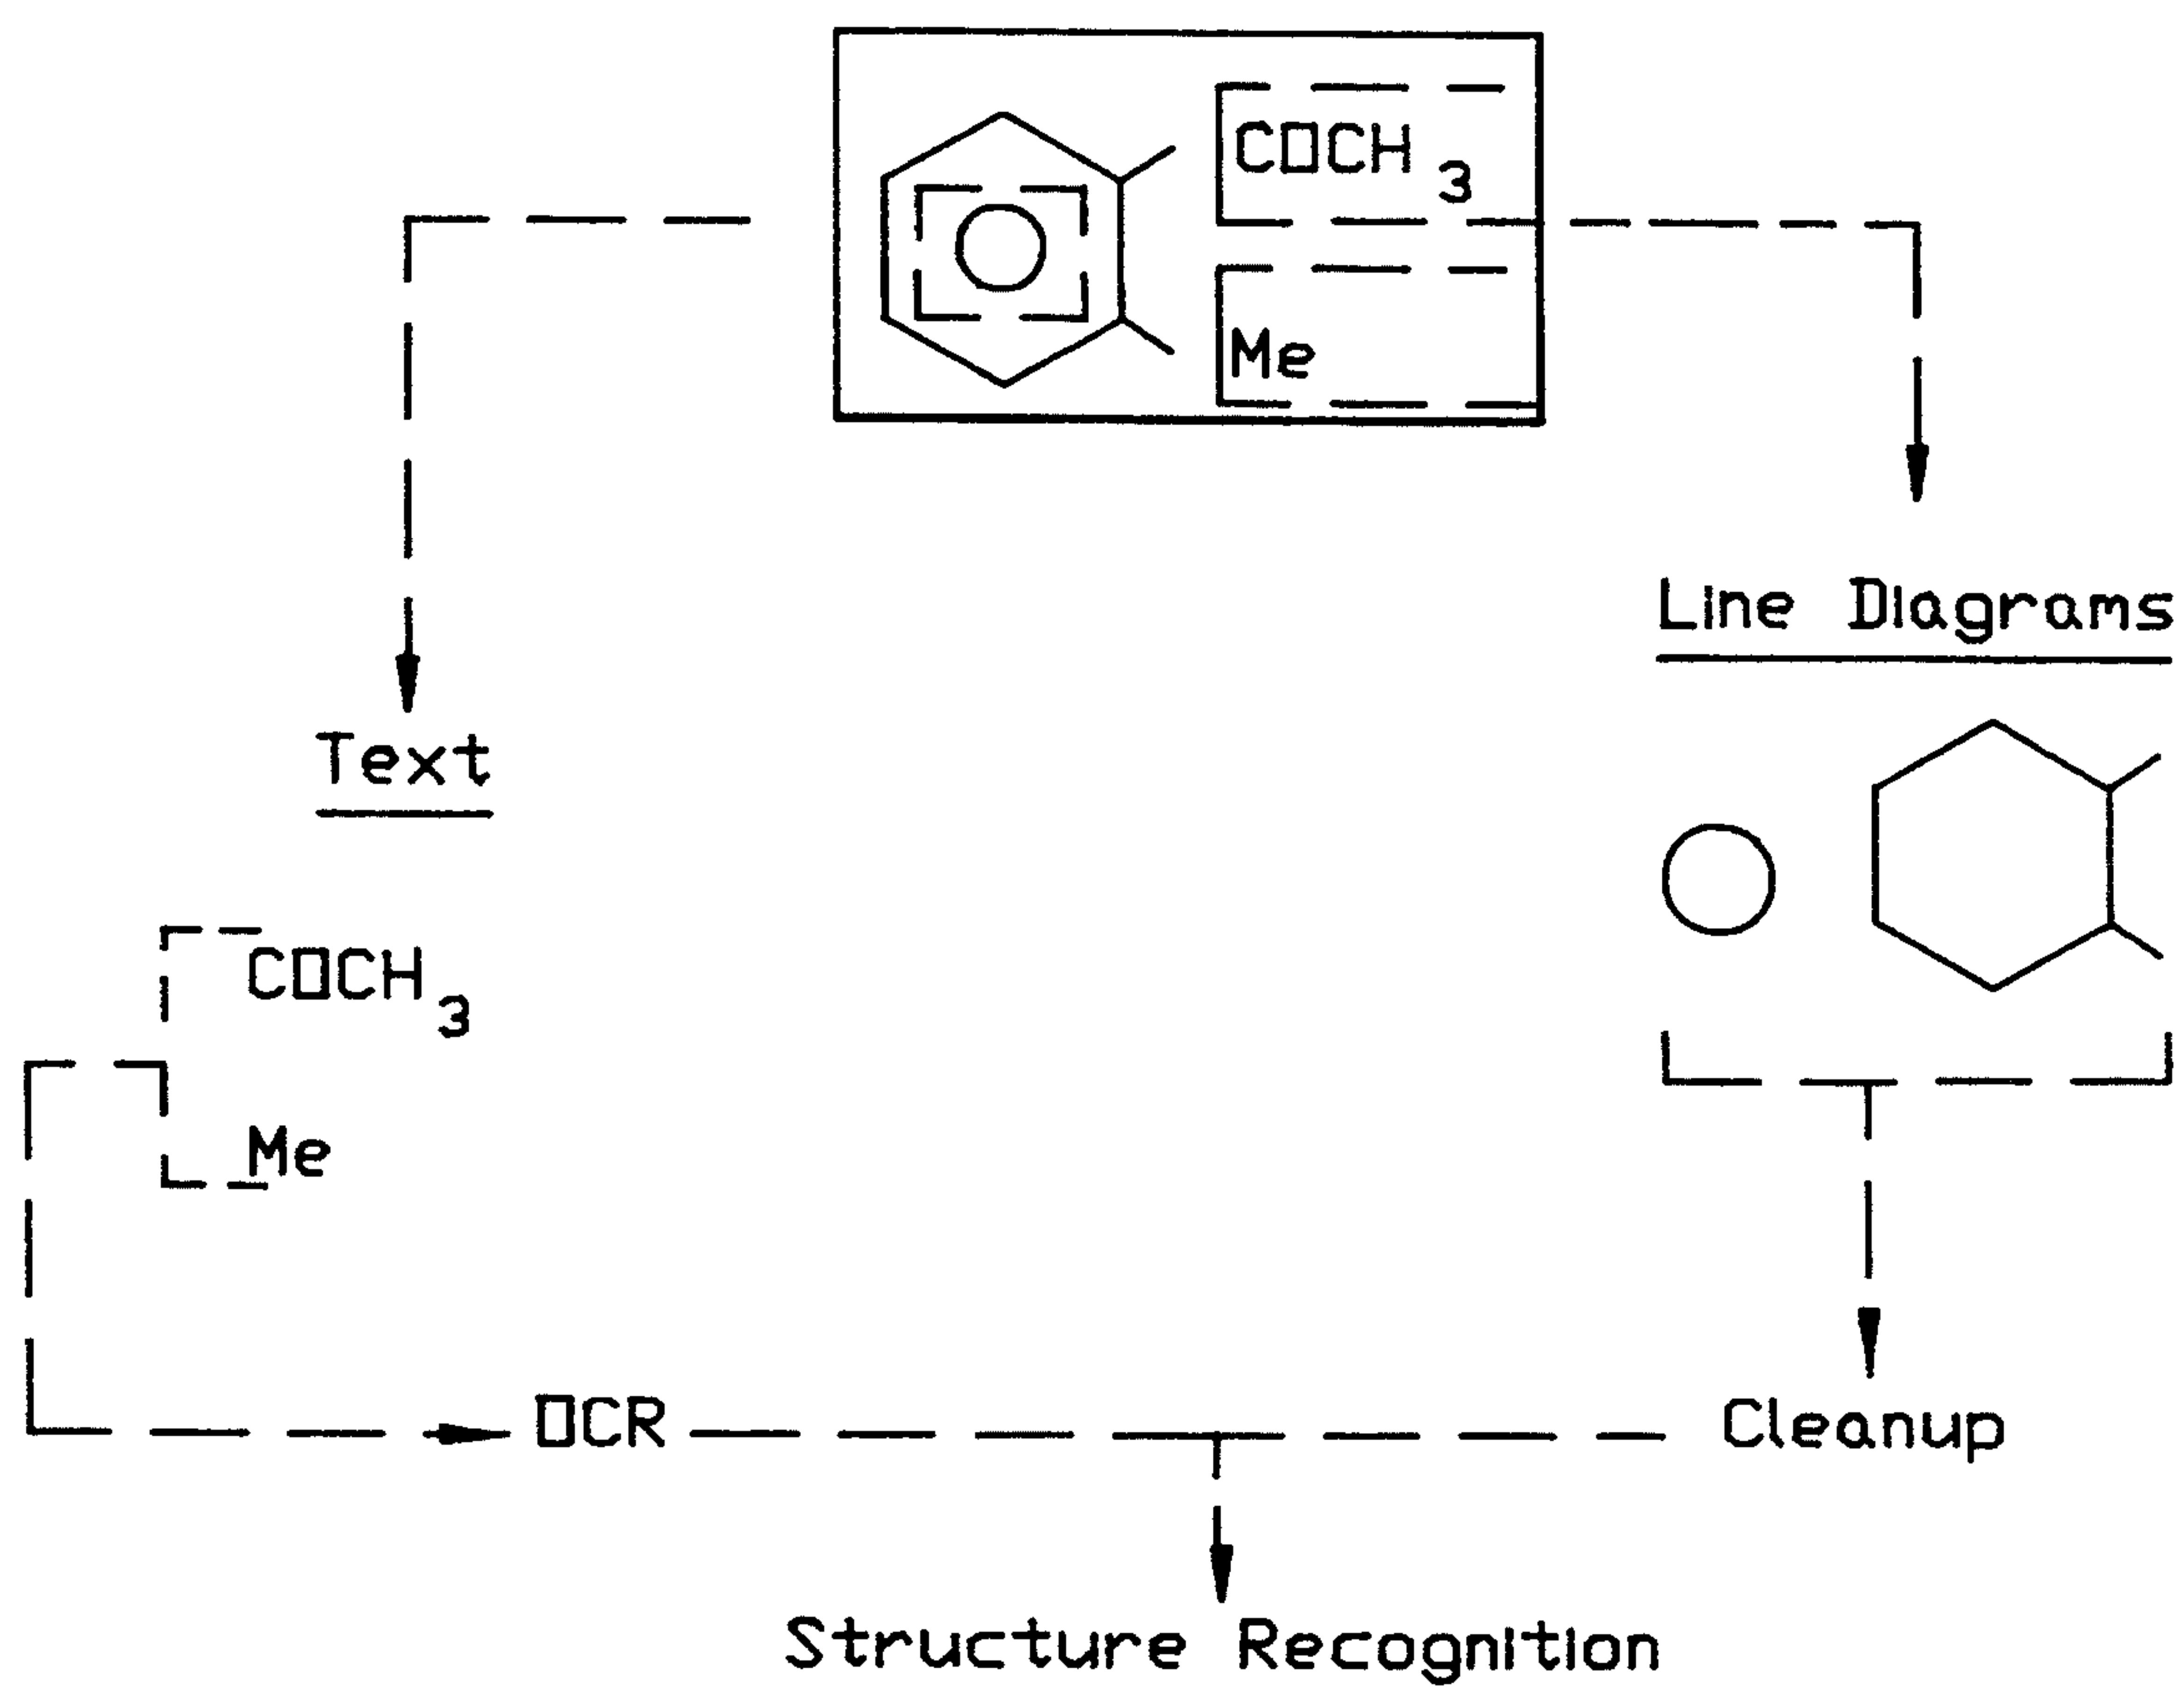 COCH3
Me
Line Diagrams
Text
COCH3
Me
OCR
Cleanup
Structure Recognition